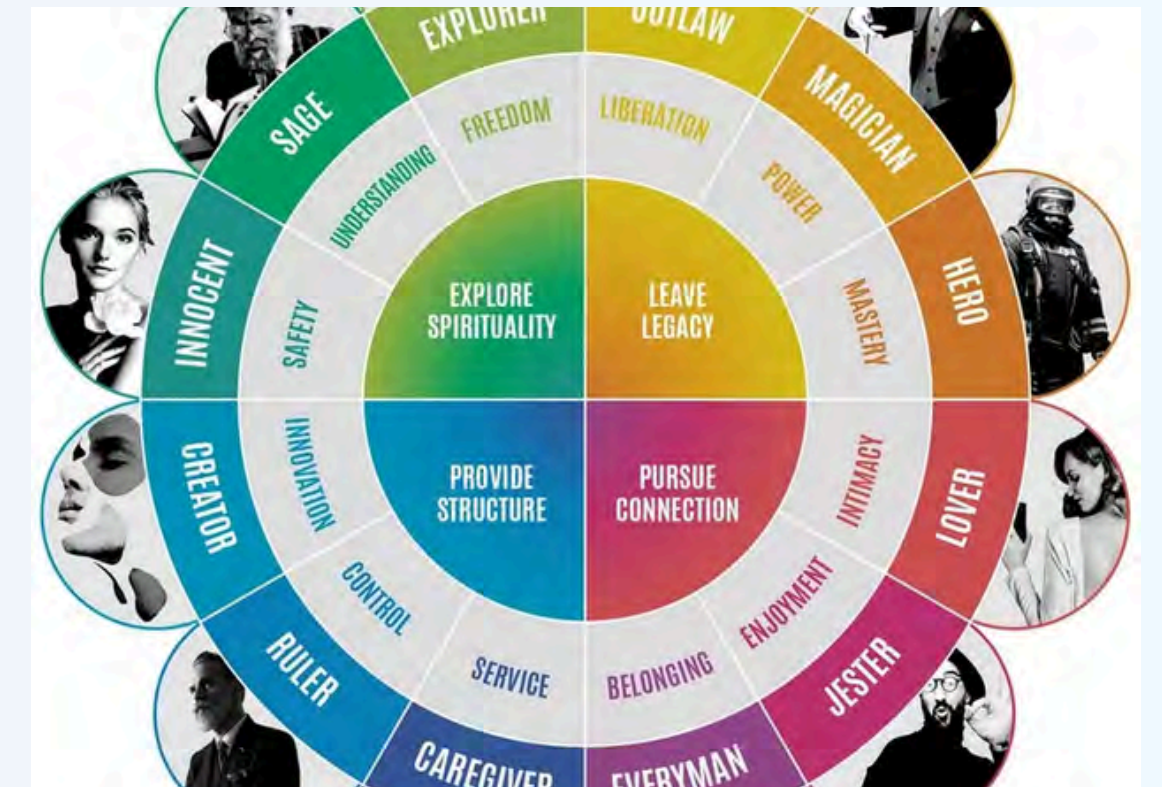 EXPLORER
OUTLAW
MAGICIAN
HERO
LOVER
JESTER
EVERYMAN
CAREGIVER
RULER
CREATOR
INNOCENT
SAGE
FREEDOM
LIBERATION
POWER
MASTERY
INTIMACY
ENJOYMENT
BELONGING
SERVICE
CONTROL
INNOVATION
SAFETY
UNDERSTANDING
EXPLORE
SPIRITUALITY
LEAVE
LEGACY
PROVIDE
STRUCTURE
PURSUE
CONNECTION